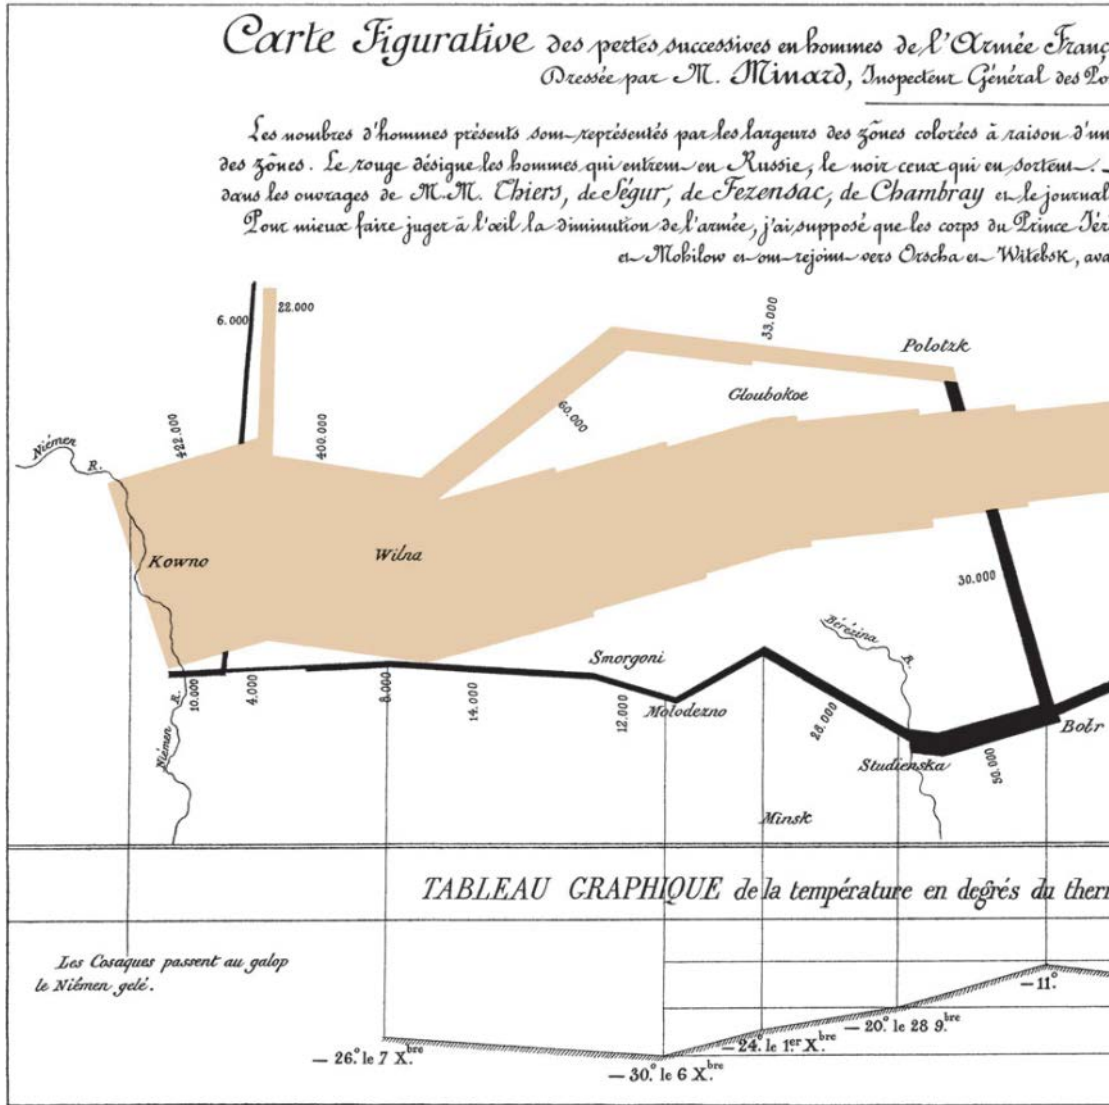 Carte Figurative des pertes successives en hommes de l'Armée Franç
Dressée par M. Minard, Inspecteur Général des Po
Les nombres d'hommes présents sont représentés par les largeurs des zônes colorées à raison d'un
des zônes. Le rouge désigne les hommes qui entrent en Russie, le noir ceux qui en sortent.
dans les ouvrages de M.M. Thiers, de Ségur, de Fezensac, de Chambray et le journal
Pour mieux faire juger à l'œil la diminution de l'armée, j'ai supposé que les corps du Prince Jér
et Mohilow et ont rejoint vers Orscha et Witebsk, ava
6.000
22.000
33.000
Polotzk
Gloubokoe
60.000
422.000
400.000
Niémen R.
Kowno
Wilna
30.000
Bérézina R.
Smorgoni
10.000
4.000
8.000
14.000
12.000
Molodezno
28.000
Niémen R.
Studienska
50.000
Bobr
Minsk
TABLEAU GRAPHIQUE de la température en degrés du therm
Les Cosaques passent au galop
le Niémen gelé.
— 11.°
— 20.° le 28 9.bre
— 24.° le 1.er X.bre
— 26.° le 7 X.bre
— 30.° le 6 X.bre